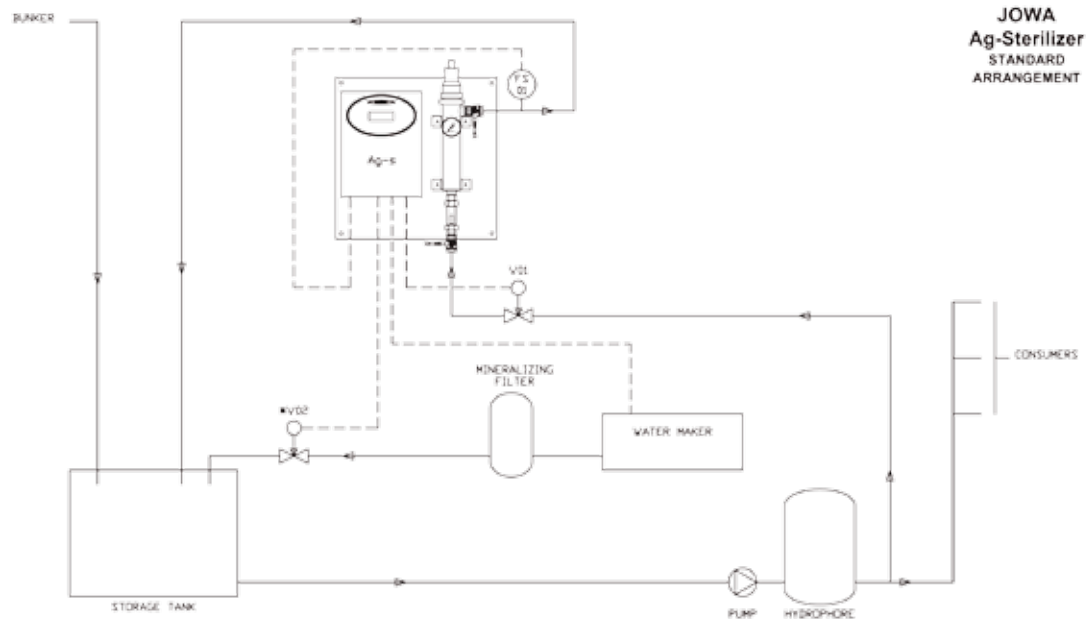 BUNKER
JOWA
Ag-Sterilizer
STANDARD
ARRANGEMENT
FS
01
Ag-s
V01
CONSUMERS
MINERALIZING
FILTER
*V02
WATER MAKER
STORAGE TANK
PUMP
HYDROPHORE